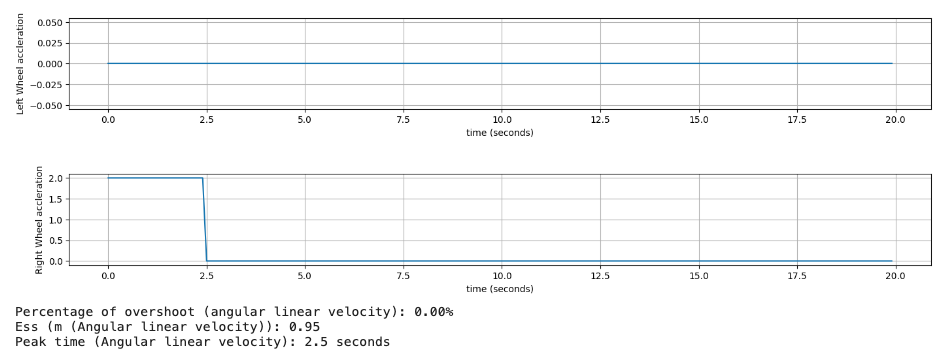 Left Wheel accleration
0.050
0.025
0.000
−0.025
−0.050
0.0 2.5 5.0 7.5 10.0 12.5 15.0 17.5 20.0
time (seconds)
Right Wheel accleration
2.0
1.5
1.0
0.5
0.0
0.0 2.5 5.0 7.5 10.0 12.5 15.0 17.5 20.0
time (seconds)
Percentage of overshoot (angular linear velocity): 0.00%
Ess (m (Angular linear velocity)): 0.95
Peak time (Angular linear velocity): 2.5 seconds